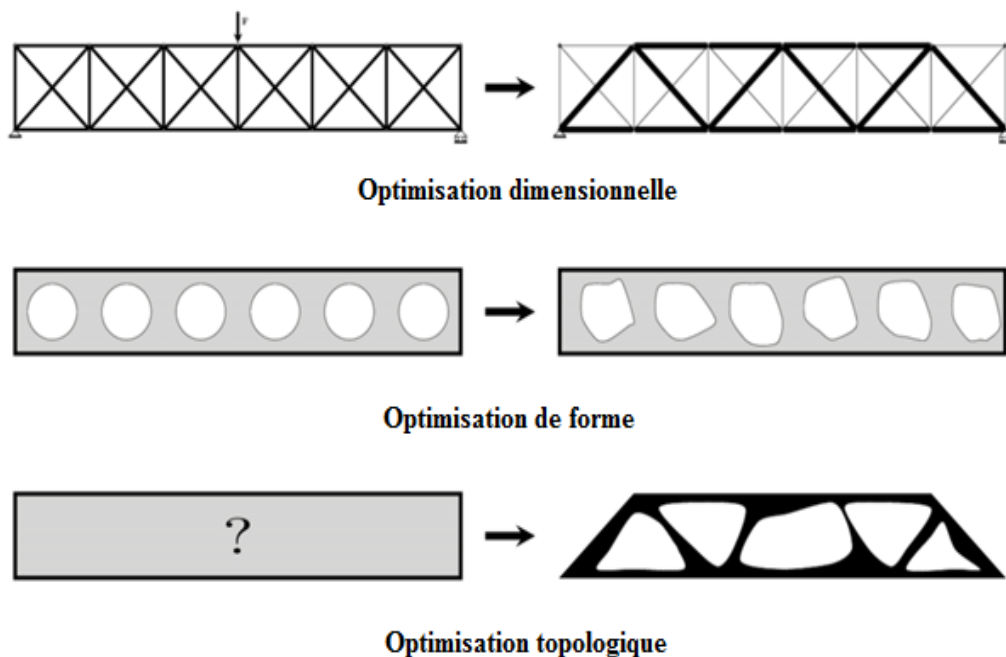 F
Optimisation dimensionnelle
Optimisation de forme
?
Optimisation topologique